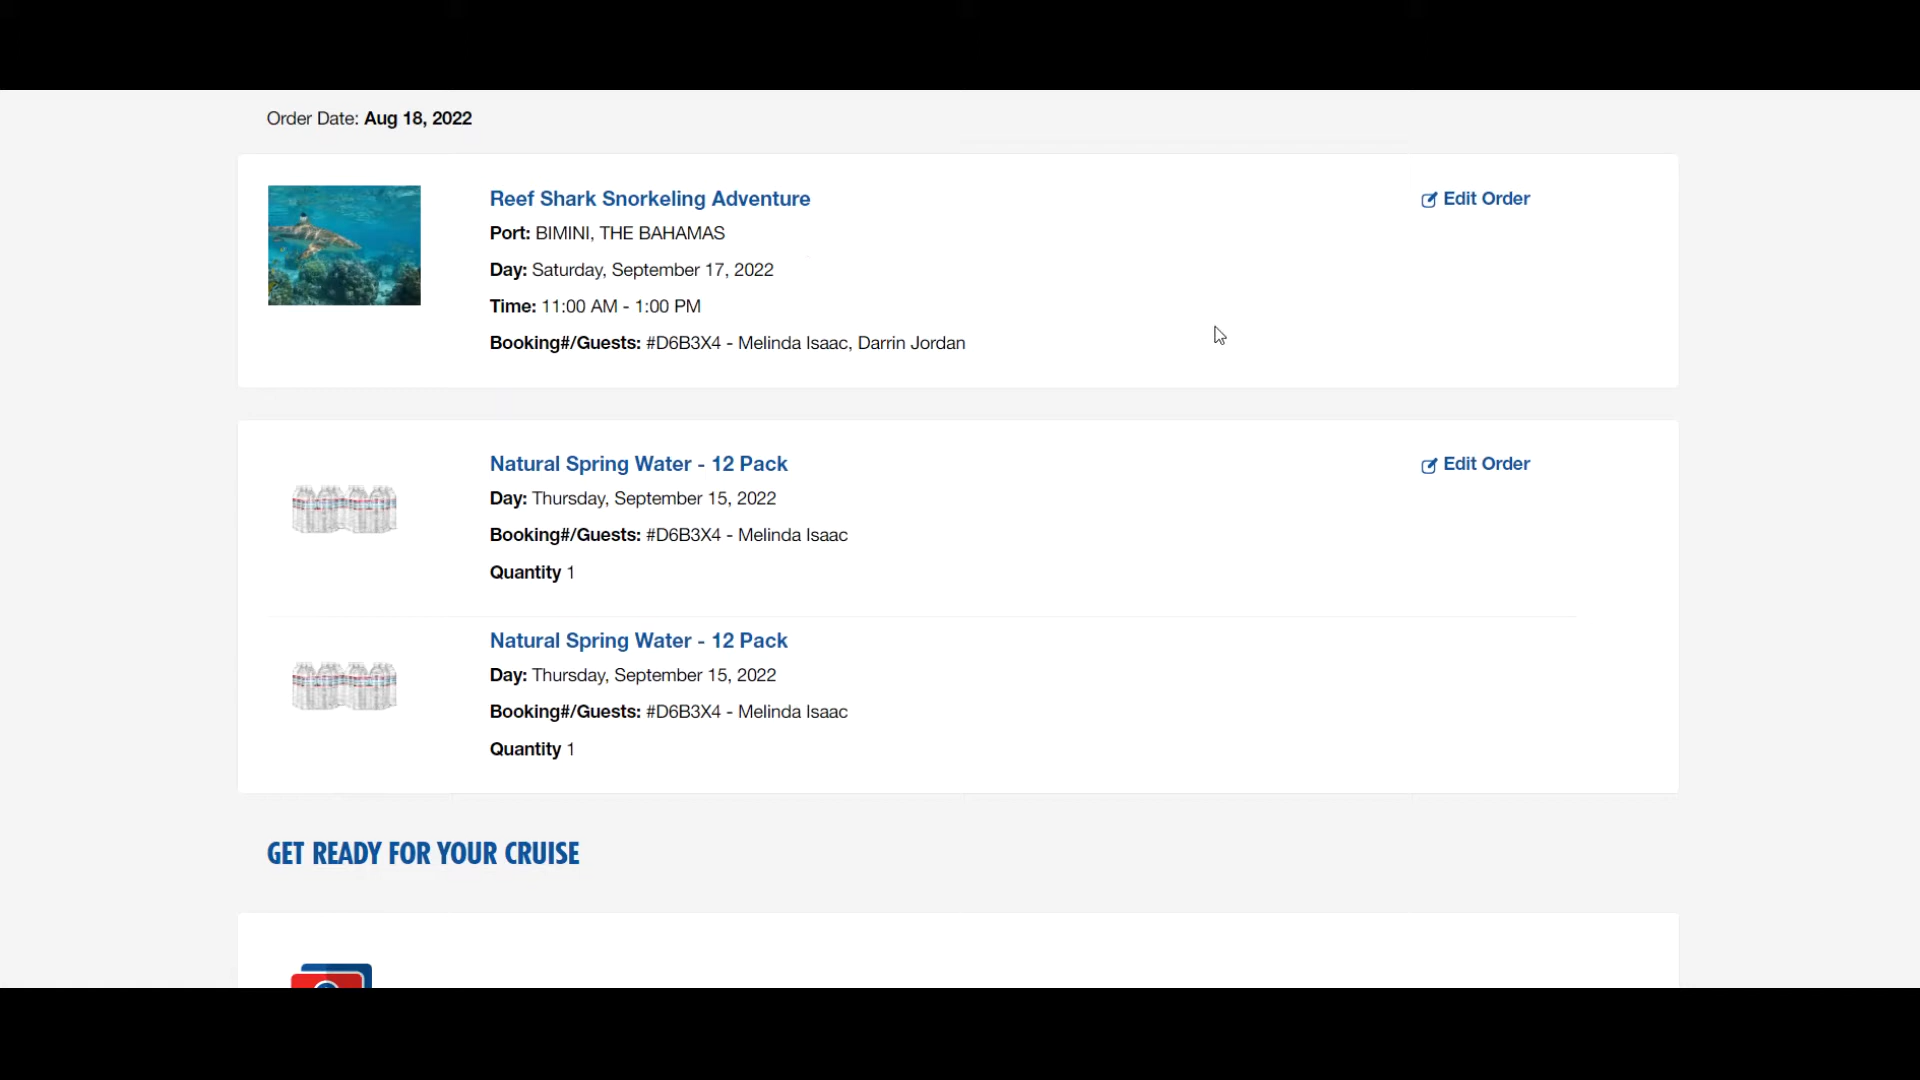 Order Date: Aug 18, 2022
Reef Shark Snorkeling Adventure
Edit Order
Port: BIMINI, THE BAHAMAS
Day: Saturday, September 17, 2022
Time: 11:00 AM - 1:00 PM
Booking#/Guests: #D6B3X4 - Melinda Isaac, Darrin Jordan
Natural Spring Water - 12 Pack
Edit Order
Day: Thursday, September 15, 2022
Booking#/Guests: #D6B3X4 - Melinda Isaac
Quantity 1
Natural Spring Water - 12 Pack
Day: Thursday, September 15, 2022
Booking#/Guests: #D6B3X4 - Melinda Isaac
Quantity 1
GET READY FOR YOUR CRUISE